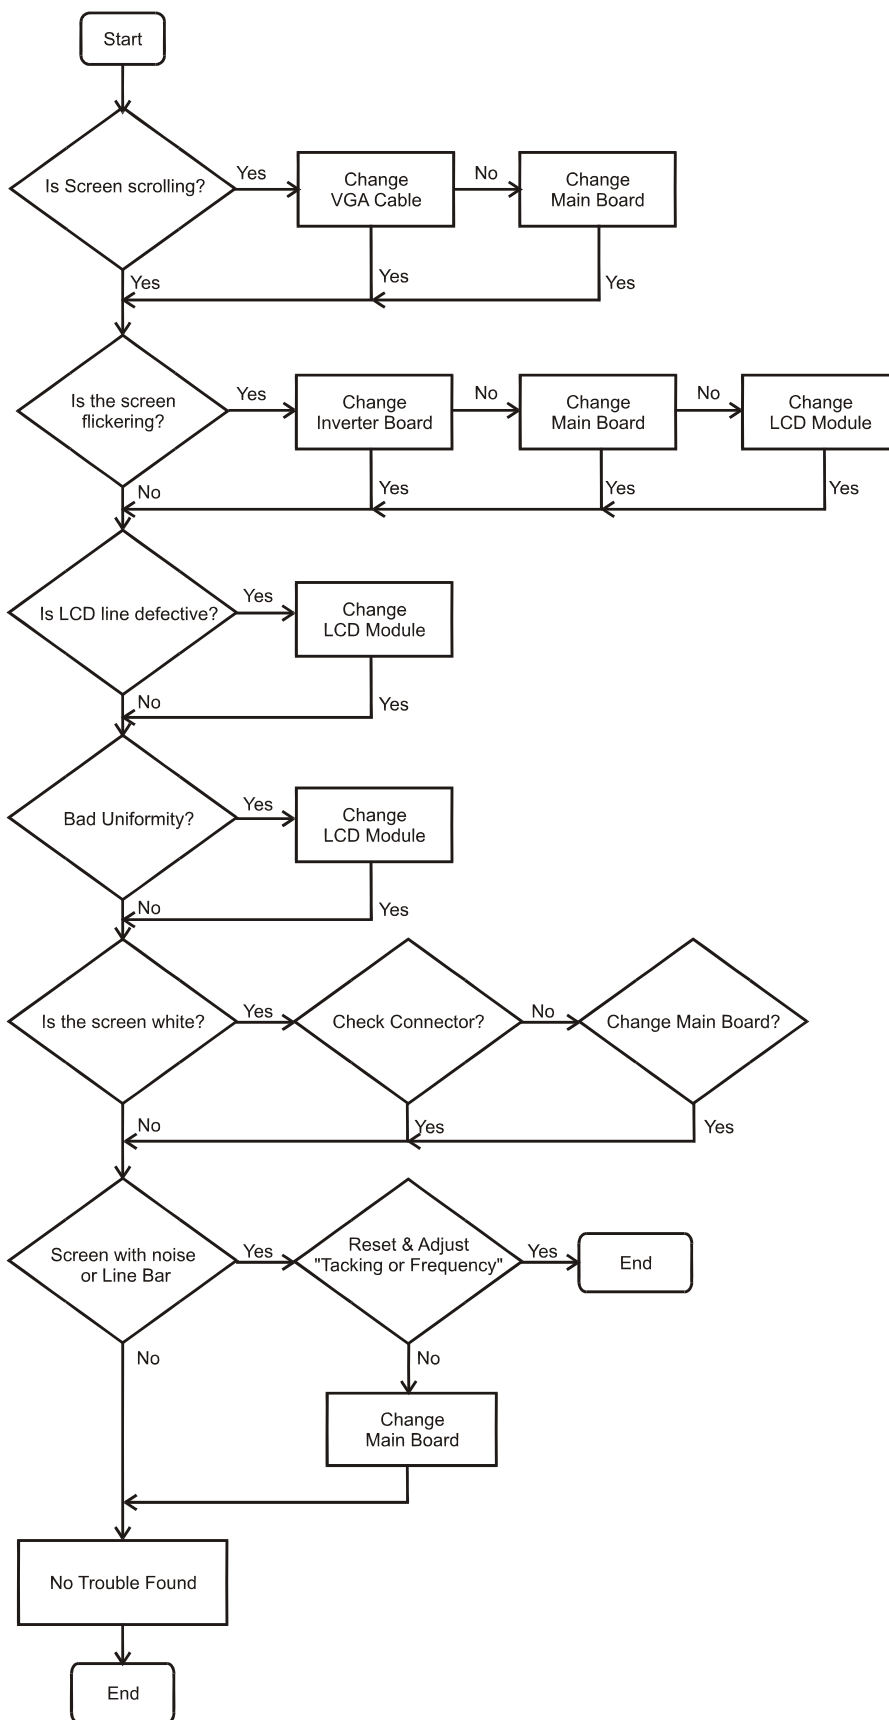 Start
Is Screen scrolling?
Yes
Change
VGA Cable
No
Change
Main Board
Yes
Yes
Yes
Is the screen
flickering?
Yes
Change
Inverter Board
No
Change
Main Board
No
Change
LCD Module
No
Yes
Yes
Yes
Is LCD line defective?
Yes
Change
LCD Module
No
Yes
Bad Uniformity?
Yes
Change
LCD Module
No
Yes
Is the screen white?
Yes
Check Connector?
No
Change Main Board?
No
Yes
Yes
Screen with noise
or Line Bar
Yes
Reset & Adjust
"Tacking or Frequency"
Yes
End
No
No
Change
Main Board
No Trouble Found
End